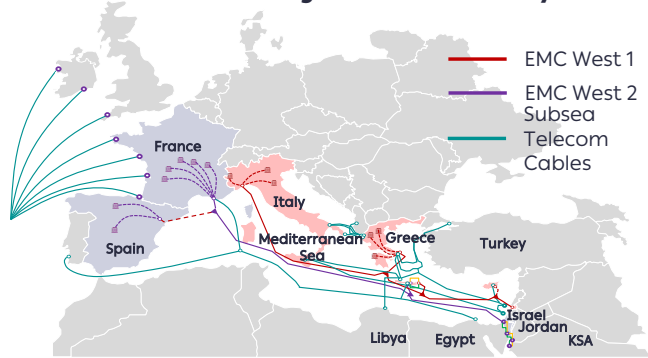 EMC West 1
EMC West 2
Subsea
Telecom
Cables
France
Italy
Spain
Mediterranean
Sea
Greece
Turkey
Israel
Jordan
Libya
Egypt
KSA